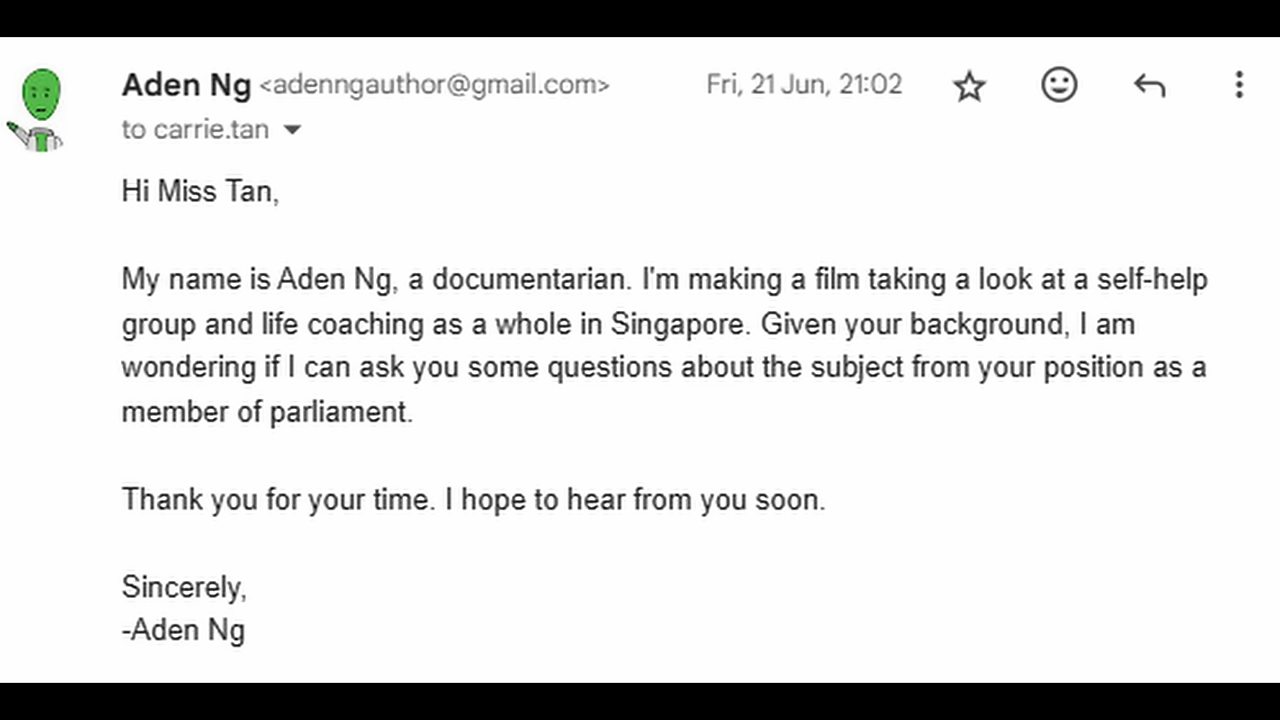 Aden Ng <adenngauthor@gmail.com> Fri, 21 Jun, 21:02
to carrie.tan
Hi Miss Tan,
My name is Aden Ng, a documentarian. I'm making a film taking a look at a self-help
group and life coaching as a whole in Singapore. Given your background, I am
wondering if I can ask you some questions about the subject from your position as a
member of parliament.
Thank you for your time. I hope to hear from you soon.
Sincerely,
-Aden Ng